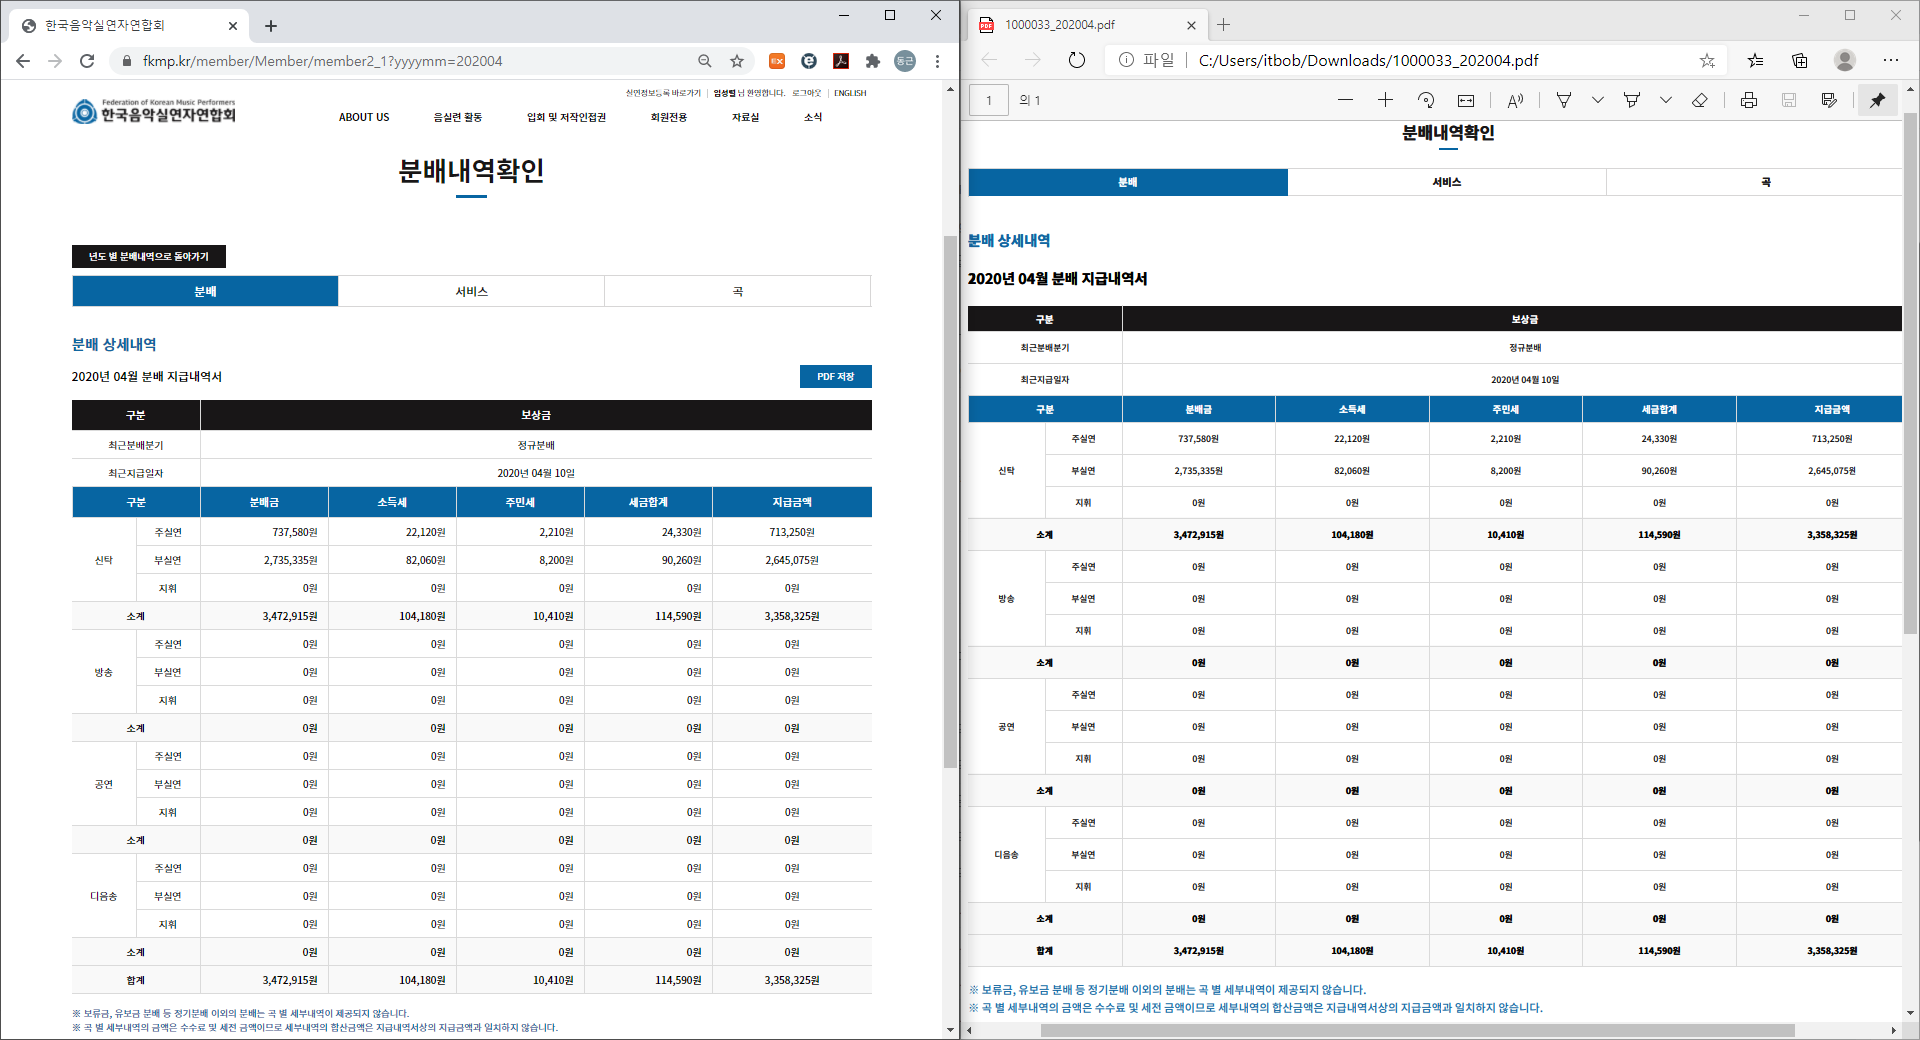 한국음악실연자연합회
fkmp.kr/member/Member/member2_1?yyyymm=202004
EX
동근
실연정보등록 바로가기 | 임성필 님 환영합니다. 로그아웃 | ENGLISH
Federation of Korean Music Performers
한국음악실연자연합회
ABOUT US 음실련 활동 입회 및 저작인접권 회원전용 자료실 소식
분배내역확인
년도 별 분배내역으로 돌아가기
분배 서비스 곡
분배 상세내역
2020년 04월 분배 지급내역서
PDF 저장
구분 보상금
최근분배분기 정규분배
최근지급일자 2020년 04월 10일
구분 분배금 소득세 주민세 세금합계 지급금액
신탁
주실연 737,580원 22,120원 2,210원 24,330원 713,250원
부실연 2,735,335원 82,060원 8,200원 90,260원 2,645,075원
지휘 0원 0원 0원 0원 0원
소계 3,472,915원 104,180원 10,410원 114,590원 3,358,325원
방송
주실연 0원 0원 0원 0원 0원
부실연 0원 0원 0원 0원 0원
지휘 0원 0원 0원 0원 0원
소계 0원 0원 0원 0원 0원
공연
주실연 0원 0원 0원 0원 0원
부실연 0원 0원 0원 0원 0원
지휘 0원 0원 0원 0원 0원
소계 0원 0원 0원 0원 0원
디음송
주실연 0원 0원 0원 0원 0원
부실연 0원 0원 0원 0원 0원
지휘 0원 0원 0원 0원 0원
소계 0원 0원 0원 0원 0원
합계 3,472,915원 104,180원 10,410원 114,590원 3,358,325원
※ 보류금, 유보금 분배 등 정기분배 이외의 분배는 곡 별 세부내역이 제공되지 않습니다.
※ 곡 별 세부내역의 금액은 수수료 및 세전 금액이므로 세부내역의 합산금액은 지급내역서상의 지급금액과 일치하지 않습니다.
PDF
1000033_202004.pdf
파일 | C:/Users/itbob/Downloads/1000033_202004.pdf
1 의 1
분배내역확인
분배 서비스 곡
분배 상세내역
2020년 04월 분배 지급내역서
구분 보상금
최근분배분기 정규분배
최근지급일자 2020년 04월 10일
구분 분배금 소득세 주민세 세금합계 지급금액
신탁
주실연 737,580원 22,120원 2,210원 24,330원 713,250원
부실연 2,735,335원 82,060원 8,200원 90,260원 2,645,075원
지휘 0원 0원 0원 0원 0원
소계 3,472,915원 104,180원 10,410원 114,590원 3,358,325원
방송
주실연 0원 0원 0원 0원 0원
부실연 0원 0원 0원 0원 0원
지휘 0원 0원 0원 0원 0원
소계 0원 0원 0원 0원 0원
공연
주실연 0원 0원 0원 0원 0원
부실연 0원 0원 0원 0원 0원
지휘 0원 0원 0원 0원 0원
소계 0원 0원 0원 0원 0원
디음송
주실연 0원 0원 0원 0원 0원
부실연 0원 0원 0원 0원 0원
지휘 0원 0원 0원 0원 0원
소계 0원 0원 0원 0원 0원
합계 3,472,915원 104,180원 10,410원 114,590원 3,358,325원
※ 보류금, 유보금 분배 등 정기분배 이외의 분배는 곡 별 세부내역이 제공되지 않습니다.
※ 곡 별 세부내역의 금액은 수수료 및 세전 금액이므로 세부내역의 합산금액은 지급내역서상의 지급금액과 일치하지 않습니다.